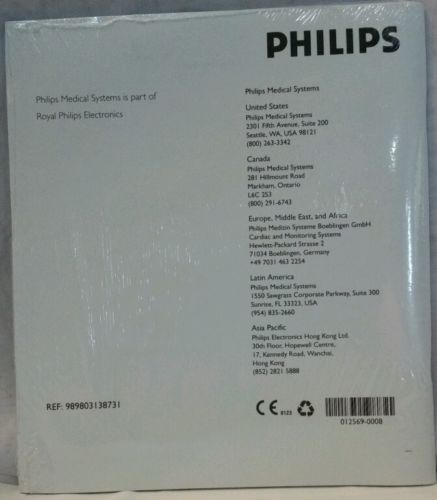 PHILIPS
Philips Medical Systems is part of
Royal Philips Electronics
Philips Medical Systems
United States
Philips Medical Systems
2301 Fifth Avenue, Suite 200
Seattle, WA, USA 98121
(800) 263-3342
Canada
Philips Medical Systems
281 Hillmount Road
Markham, Ontario
L6C 2S3
(800) 291-6743
Europe, Middle East, and Africa
Philips Medizin Systeme Boeblingen GmbH
Cardiac and Monitoring Systems
Hewlett-Packard Strasse 2
71034 Boeblingen, Germany
+49 7031 463 2254
Latin America
Philips Medical Systems
1550 Sawgrass Corporate Parkway, Suite 300
Sunrise, FL 33323, USA
(954) 835-2660
Asia Pacific
Philips Electronics Hong Kong Ltd.
30th Floor, Hopewell Centre,
17, Kennedy Road, Wanchai,
Hong Kong
(852) 2821 5888
REF: 989803138731
CE 0123
012569-0008